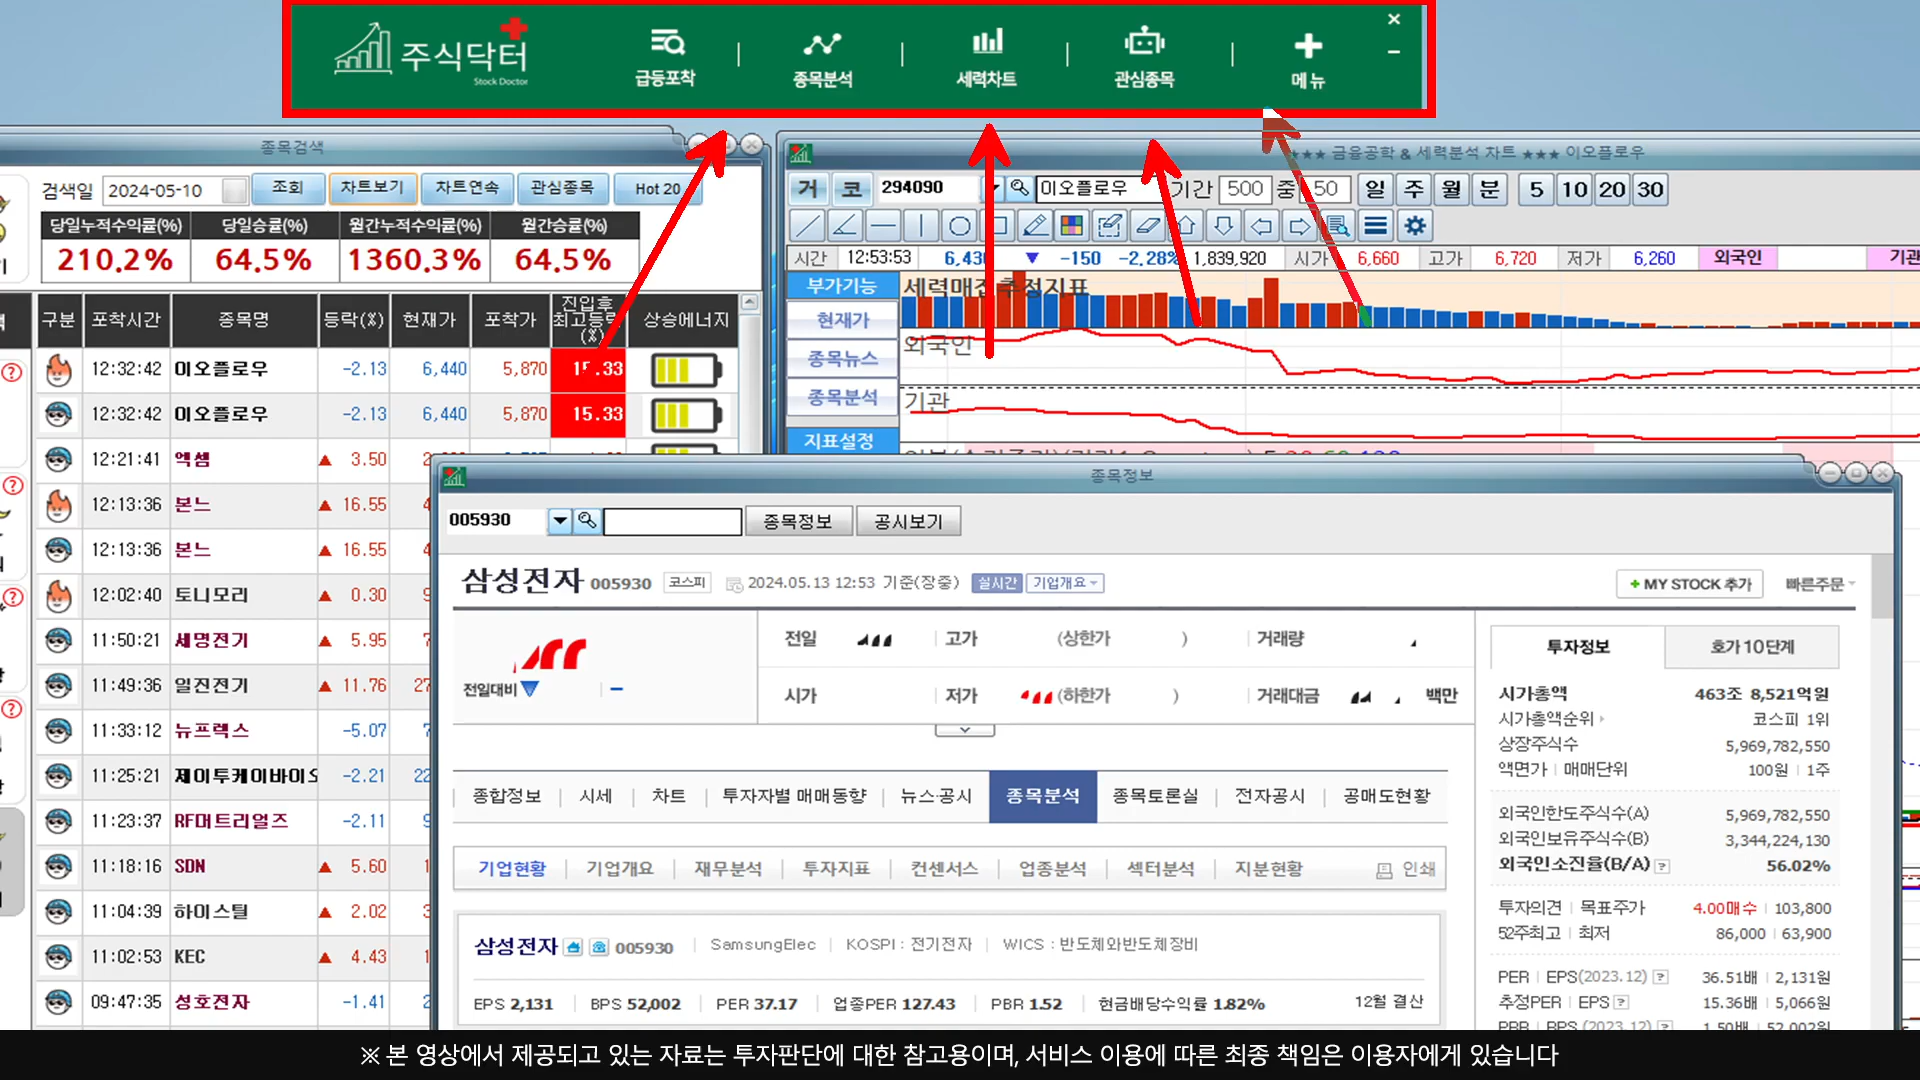 주식닥터
Stock Doctor
급등포착
종목분석
세력차트
관심종목
메뉴
종목검색
검색일 2024-05-10 조회 차트보기 차트연속 관심종목 Hot 20
당일누적수익률(%) 당일승률(%) 월간누적수익률(%) 월간승률(%)
210.2% 64.5% 1360.3% 64.5%
구분 포착시간 종목명 등락(%) 현재가 포착가 진입후 최고등락 (%) 상승에너지
12:32:42 이오플로우 -2.13 6,440 5,870 15.33
12:32:42 이오플로우 -2.13 6,440 5,870 15.33
12:21:41 엑셈 ▲ 3.50
12:13:36 본느 ▲ 16.55
12:13:36 본느 ▲ 16.55
12:02:40 토니모리 ▲ 0.30
11:50:21 세명전기 ▲ 5.95
11:49:36 일진전기 ▲ 11.76
11:33:12 뉴프렉스 -5.07
11:25:21 제이투케이바이오 -2.21
11:23:37 RF머트리얼즈 -2.11
11:18:16 SDN ▲ 5.60
11:04:39 하이스틸 ▲ 2.02
11:02:53 KEC ▲ 4.43
09:47:35 성호전자 -1.41
★★★ 금융공학 & 세력분석 차트 ★★★ 이오플로우
거 코 294090 이오플로우 기간 500 중 50 일 주 월 분 5 10 20 30
시간 12:53:53 6,430 ▼ -150 -2.28% 1,839,920 시가 6,660 고가 6,720 저가 6,260 외국인 기관
부가기능
현재가
종목뉴스
종목분석
지표설정
세력매집추정지표
외국인
기관
종목정보
005930 종목정보 공시보기
삼성전자 005930 코스피 2024.05.13 12:53 기준(장중) 실시간 기업개요
+ MY STOCK 추가 빠른주문
전일 고가 (상한가 ) 거래량
전일대비 ▼ -
시가 저가 (하한가 ) 거래대금 백만
종합정보 시세 차트 투자자별 매매동향 뉴스·공시 종목분석 종목토론실 전자공시 공매도현황
기업현황 기업개요 재무분석 투자지표 컨센서스 업종분석 섹터분석 지분현황 인쇄
삼성전자 005930 SamsungElec KOSPI : 전기전자 WICS : 반도체와반도체장비
EPS 2,131 BPS 52,002 PER 37.17 업종PER 127.43 PBR 1.52 현금배당수익률 1.82% 12월 결산
투자정보 호가 10단계
시가총액 463조 8,521억원
시가총액순위 코스피 1위
상장주식수 5,969,782,550
액면가 매매단위 100원 1주
외국인한도주식수(A) 5,969,782,550
외국인보유주식수(B) 3,344,224,130
외국인소진율(B/A) ? 56.02%
투자의견 목표주가 4.00매수 103,800
52주최고 최저 86,000 63,900
PER EPS(2023.12) ? 36.51배 2,131원
추정PER EPS ? 15.36배 5,066원
PBR BPS (2023.12) ? 1.50배 52,002원
※ 본 영상에서 제공되고 있는 자료는 투자판단에 대한 참고용이며, 서비스 이용에 따른 최종 책임은 이용자에게 있습니다